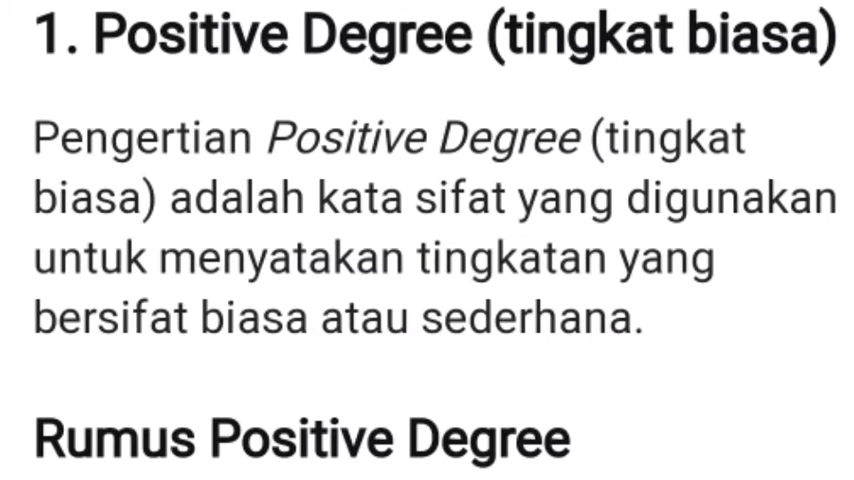 1. Positive Degree (tingkat biasa)
Pengertian Positive Degree (tingkat
biasa) adalah kata sifat yang digunakan
untuk menyatakan tingkatan yang
bersifat biasa atau sederhana.
Rumus Positive Degree